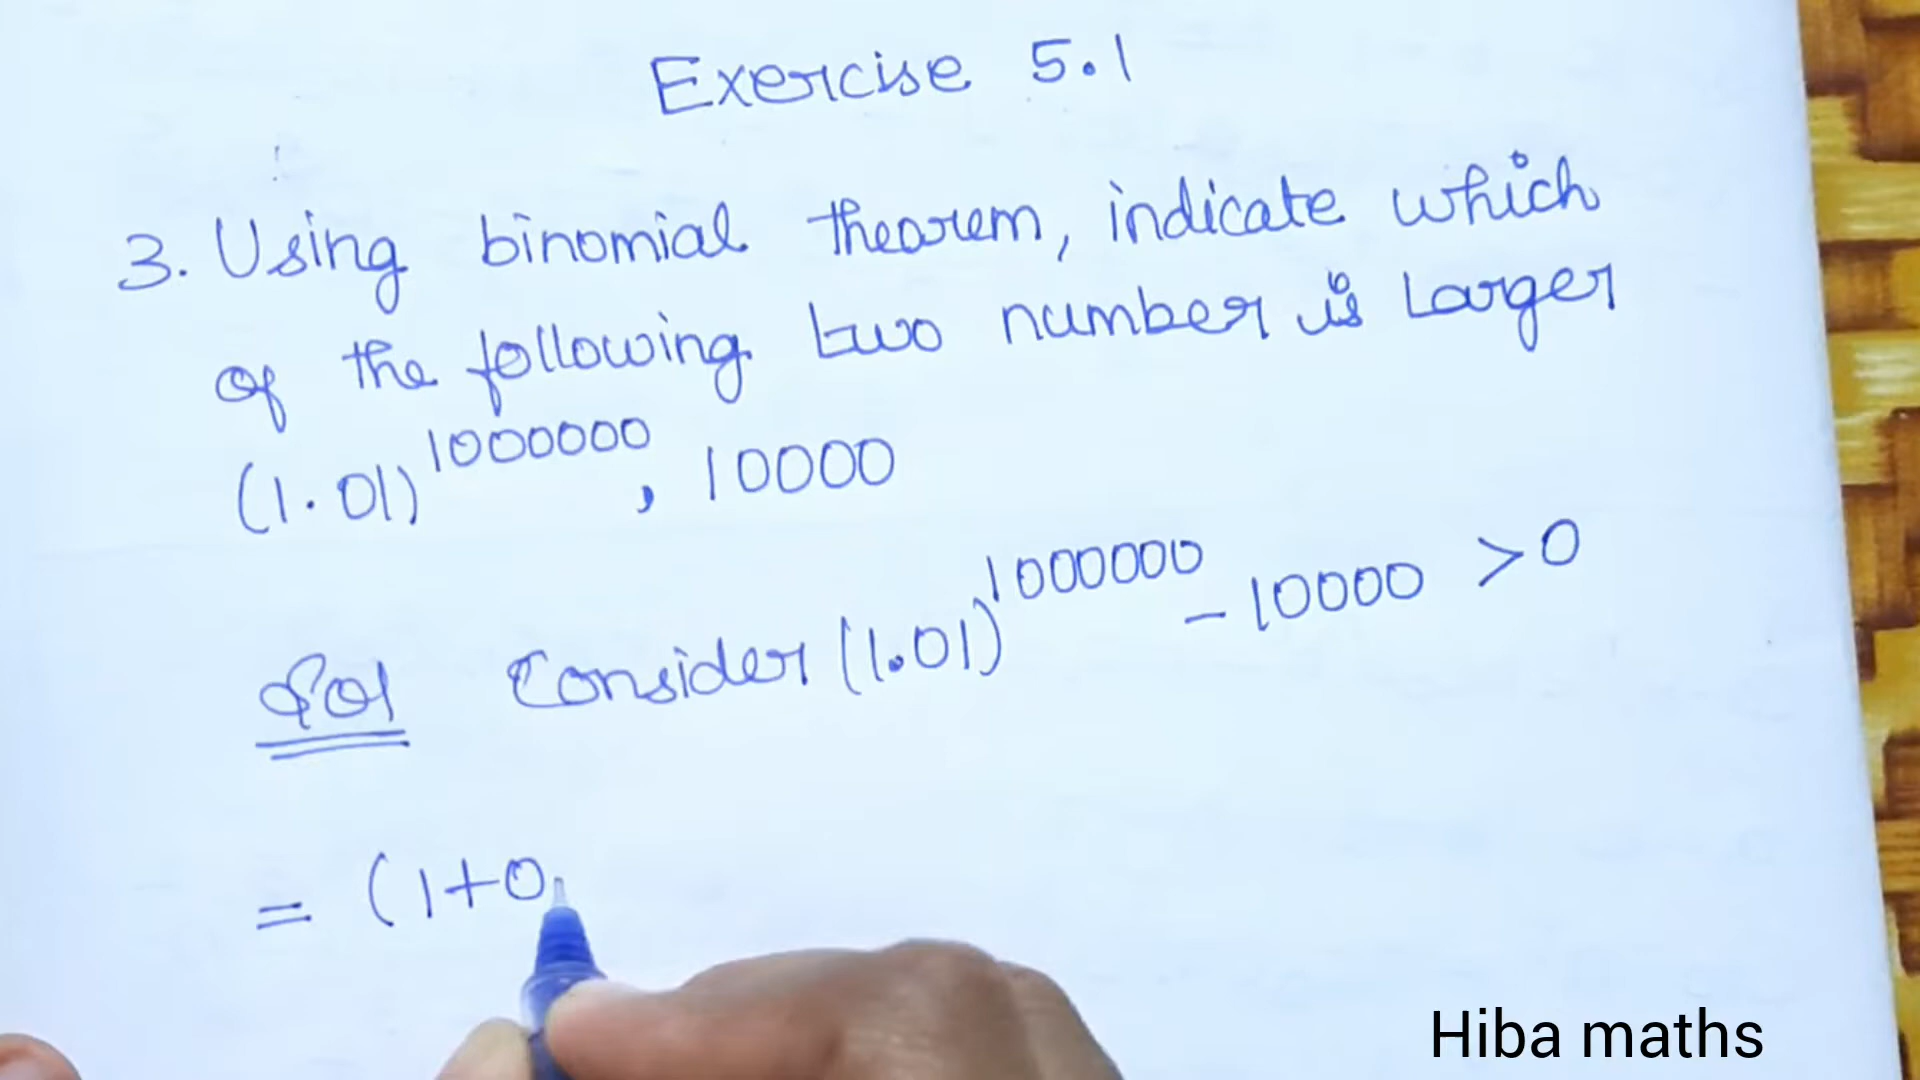 Exercise 5.1
3. Using binomial theorem, indicate which
of the following two number is Larger
(1.01)^1000000, 10000
Sol Consider (1.01)^1000000 - 10000 > 0
= (1+0.
Hiba maths